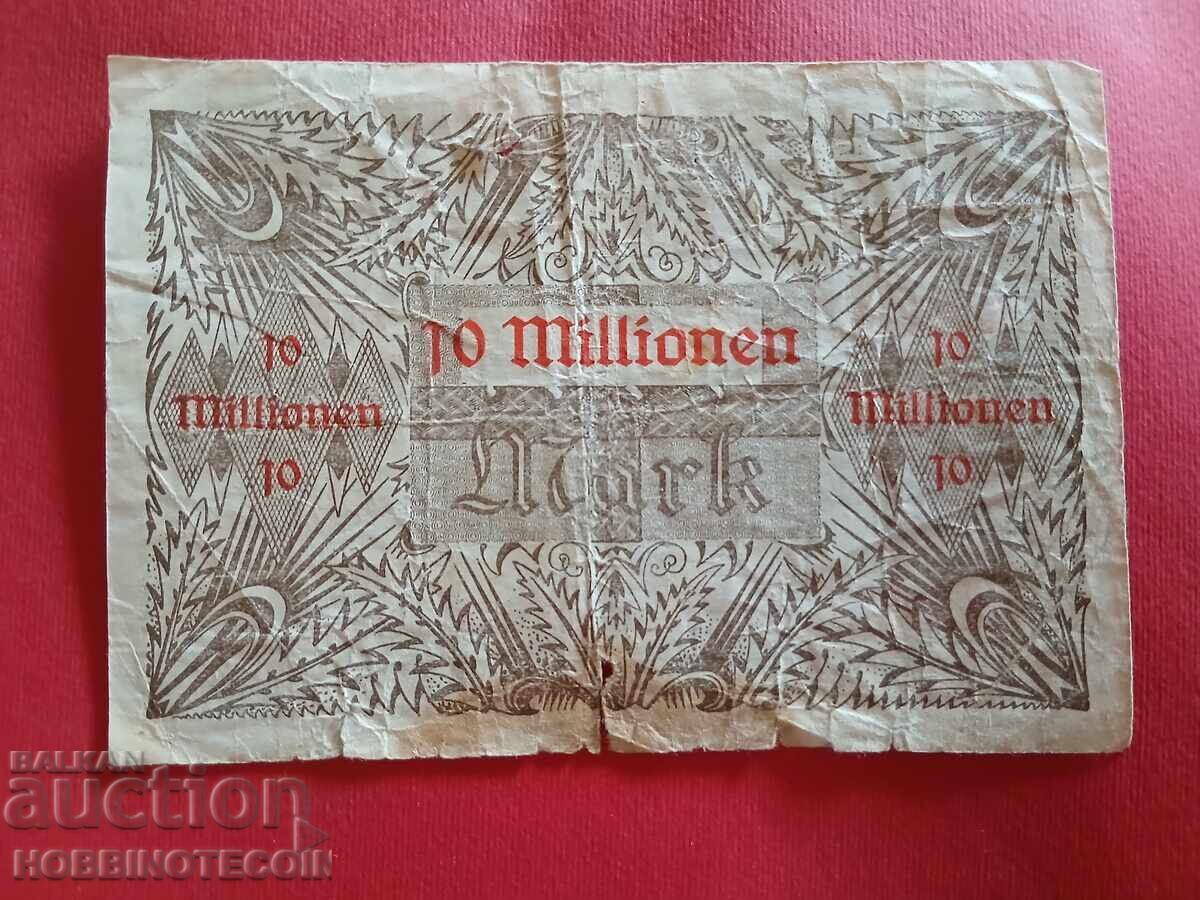 10 Millionen
Mark
10
Millionen
10
10
Millionen
10
BALKAN
auction
HOBBINOTECOIN